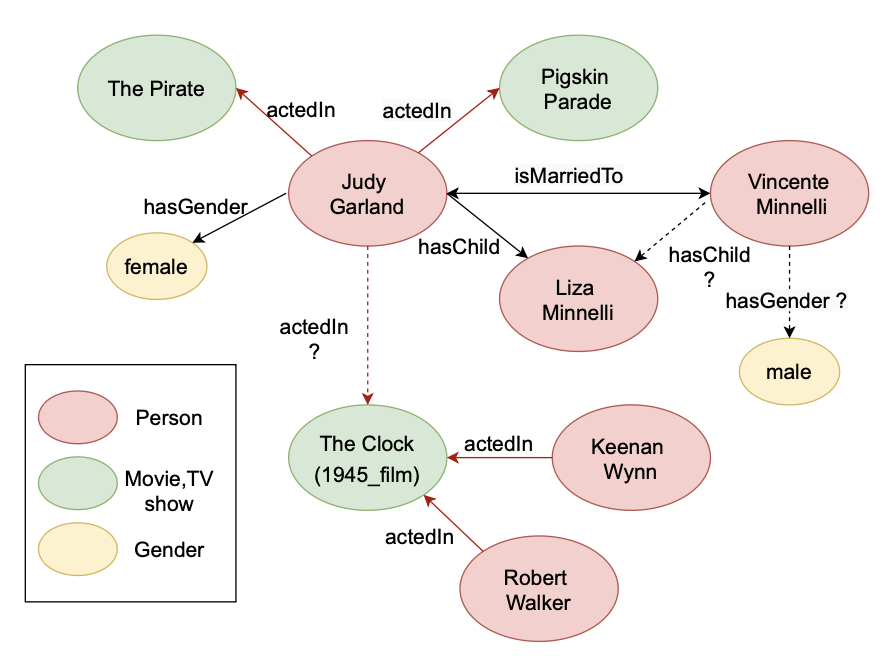 The Pirate
Pigskin
Parade
actedIn
actedIn
Judy
Garland
isMarriedTo
Vincente
Minnelli
hasGender
hasChild
hasChild
?
female
Liza
Minnelli
hasGender ?
actedIn
?
male
Person
Movie,TV
show
Gender
The Clock
(1945_film)
actedIn
Keenan
Wynn
actedIn
Robert
Walker